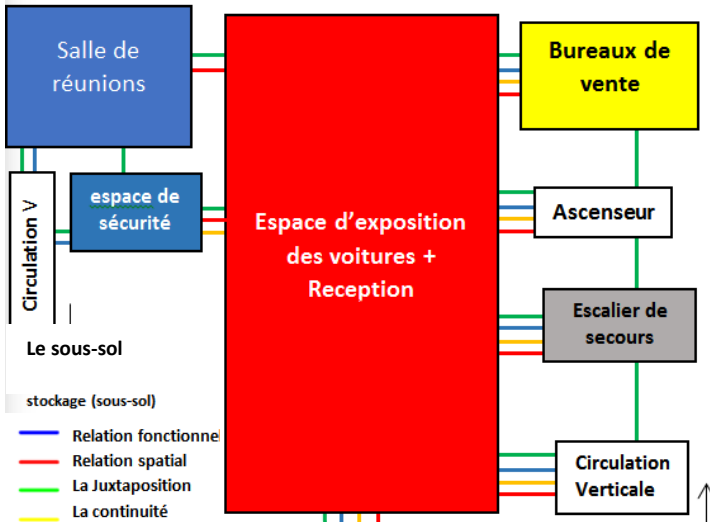 Salle de
réunions
Bureaux de
vente
espace de
sécurité
Circulation V
Espace d'exposition
des voitures +
Reception
Ascenseur
Escalier de
secours
Circulation
Verticale
Le sous-sol
stockage (sous-sol)
Relation fonctionnel
Relation spatial
La Juxtaposition
La continuité